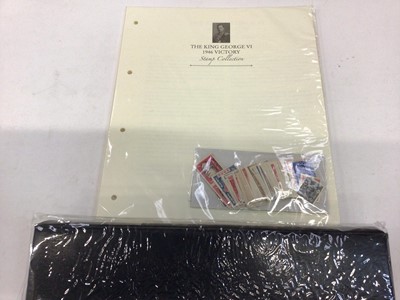 THE KING GEORGE VI
1946 VICTORY
Stamp Collection